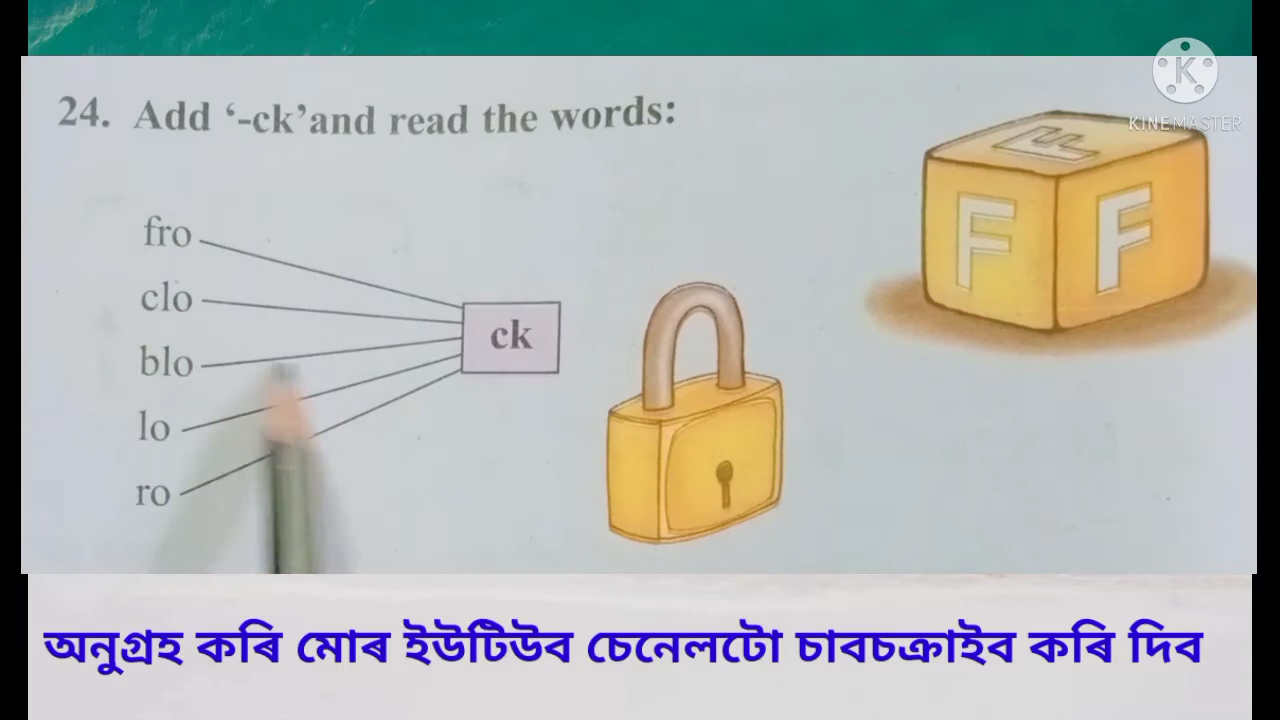 24. Add ‘-ck’and read the words:
fro
clo
blo
lo
ro
ck
F
F
F
KINEMASTER
অনুগ্ৰহ কৰি মোৰ ইউটিউব চেনেলটো চাবচক্ৰাইব কৰি দিব